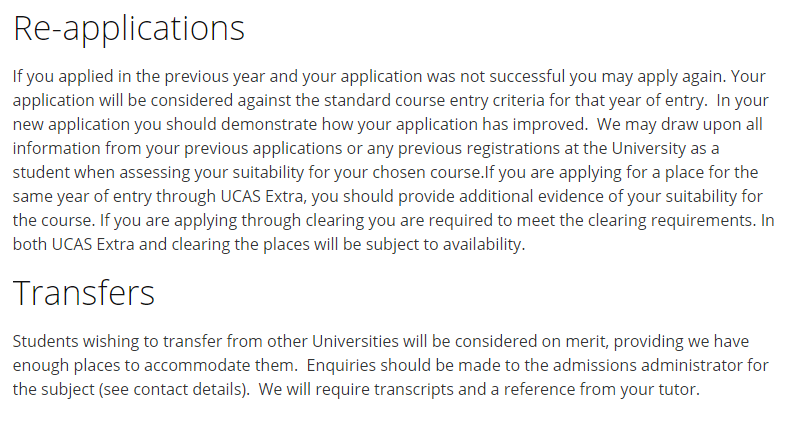 Re-applications
If you applied in the previous year and your application was not successful you may apply again. Your
application will be considered against the standard course entry criteria for that year of entry.  In your
new application you should demonstrate how your application has improved.  We may draw upon all
information from your previous applications or any previous registrations at the University as a
student when assessing your suitability for your chosen course.If you are applying for a place for the
same year of entry through UCAS Extra, you should provide additional evidence of your suitability for
the course. If you are applying through clearing you are required to meet the clearing requirements. In
both UCAS Extra and clearing the places will be subject to availability.
Transfers
Students wishing to transfer from other Universities will be considered on merit, providing we have
enough places to accommodate them.  Enquiries should be made to the admissions administrator for
the subject (see contact details).  We will require transcripts and a reference from your tutor.